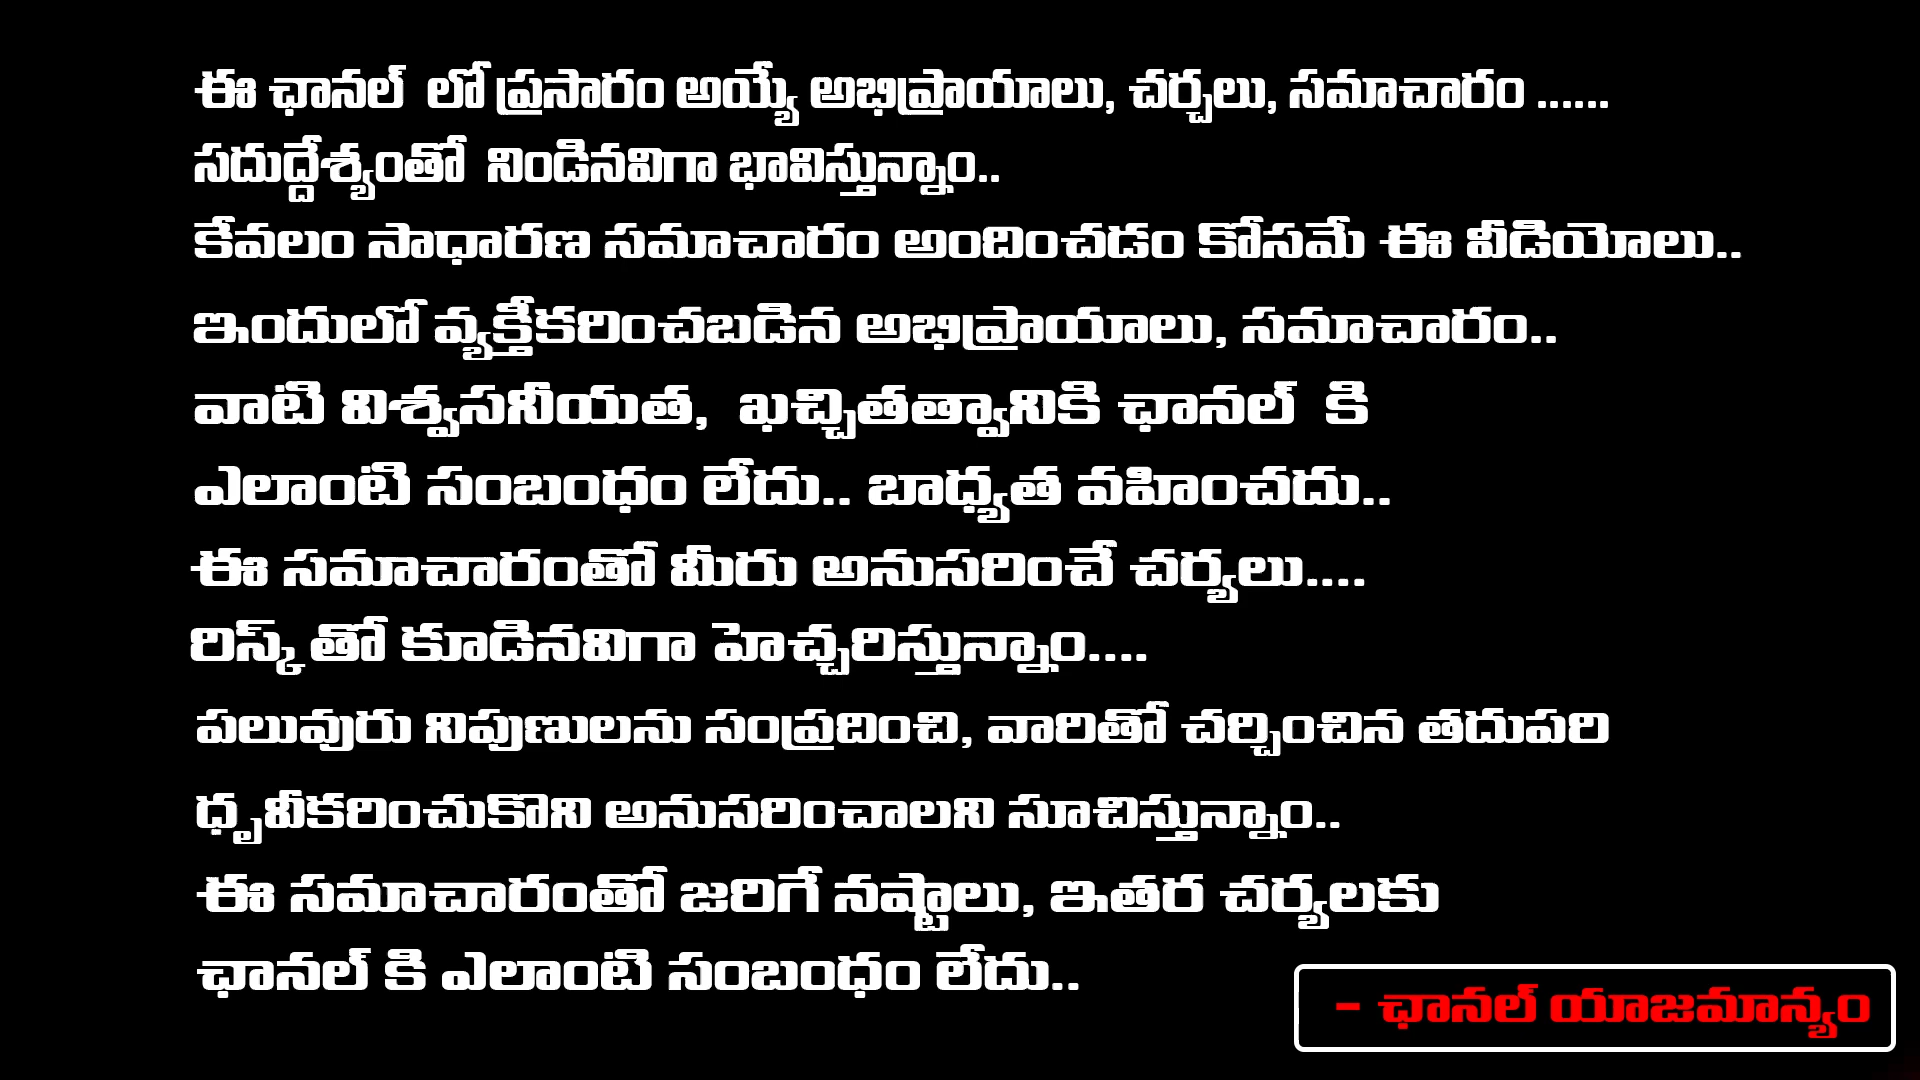 ఈ ఛానల్ లో ప్రసారం అయ్యే అభిప్రాయాలు, చర్చలు, సమాచారం ......
సదుద్దేశ్యంతో నిండినవిగా భావిస్తున్నాం..
కేవలం సాధారణ సమాచారం అందించడం కోసమే ఈ వీడియోలు..
ఇందులో వ్యక్తీకరించబడిన అభిప్రాయాలు, సమాచారం..
వాటి విశ్వసనీయత, ఖచ్చితత్వానికి ఛానల్ కి
ఎలాంటి సంబంధం లేదు.. బాధ్యత వహించదు..
ఈ సమాచారంతో మీరు అనుసరించే చర్యలు....
రిస్క్ తో కూడినవిగా హెచ్చరిస్తున్నాం....
పలువురు నిపుణులను సంప్రదించి, వారితో చర్చించిన తదుపరి
ధృవీకరించుకొని అనుసరించాలని సూచిస్తున్నాం..
ఈ సమాచారంతో జరిగే నష్టాలు, ఇతర చర్యలకు
ఛానల్ కి ఎలాంటి సంబంధం లేదు..
- ఛానల్ యాజమాన్యం